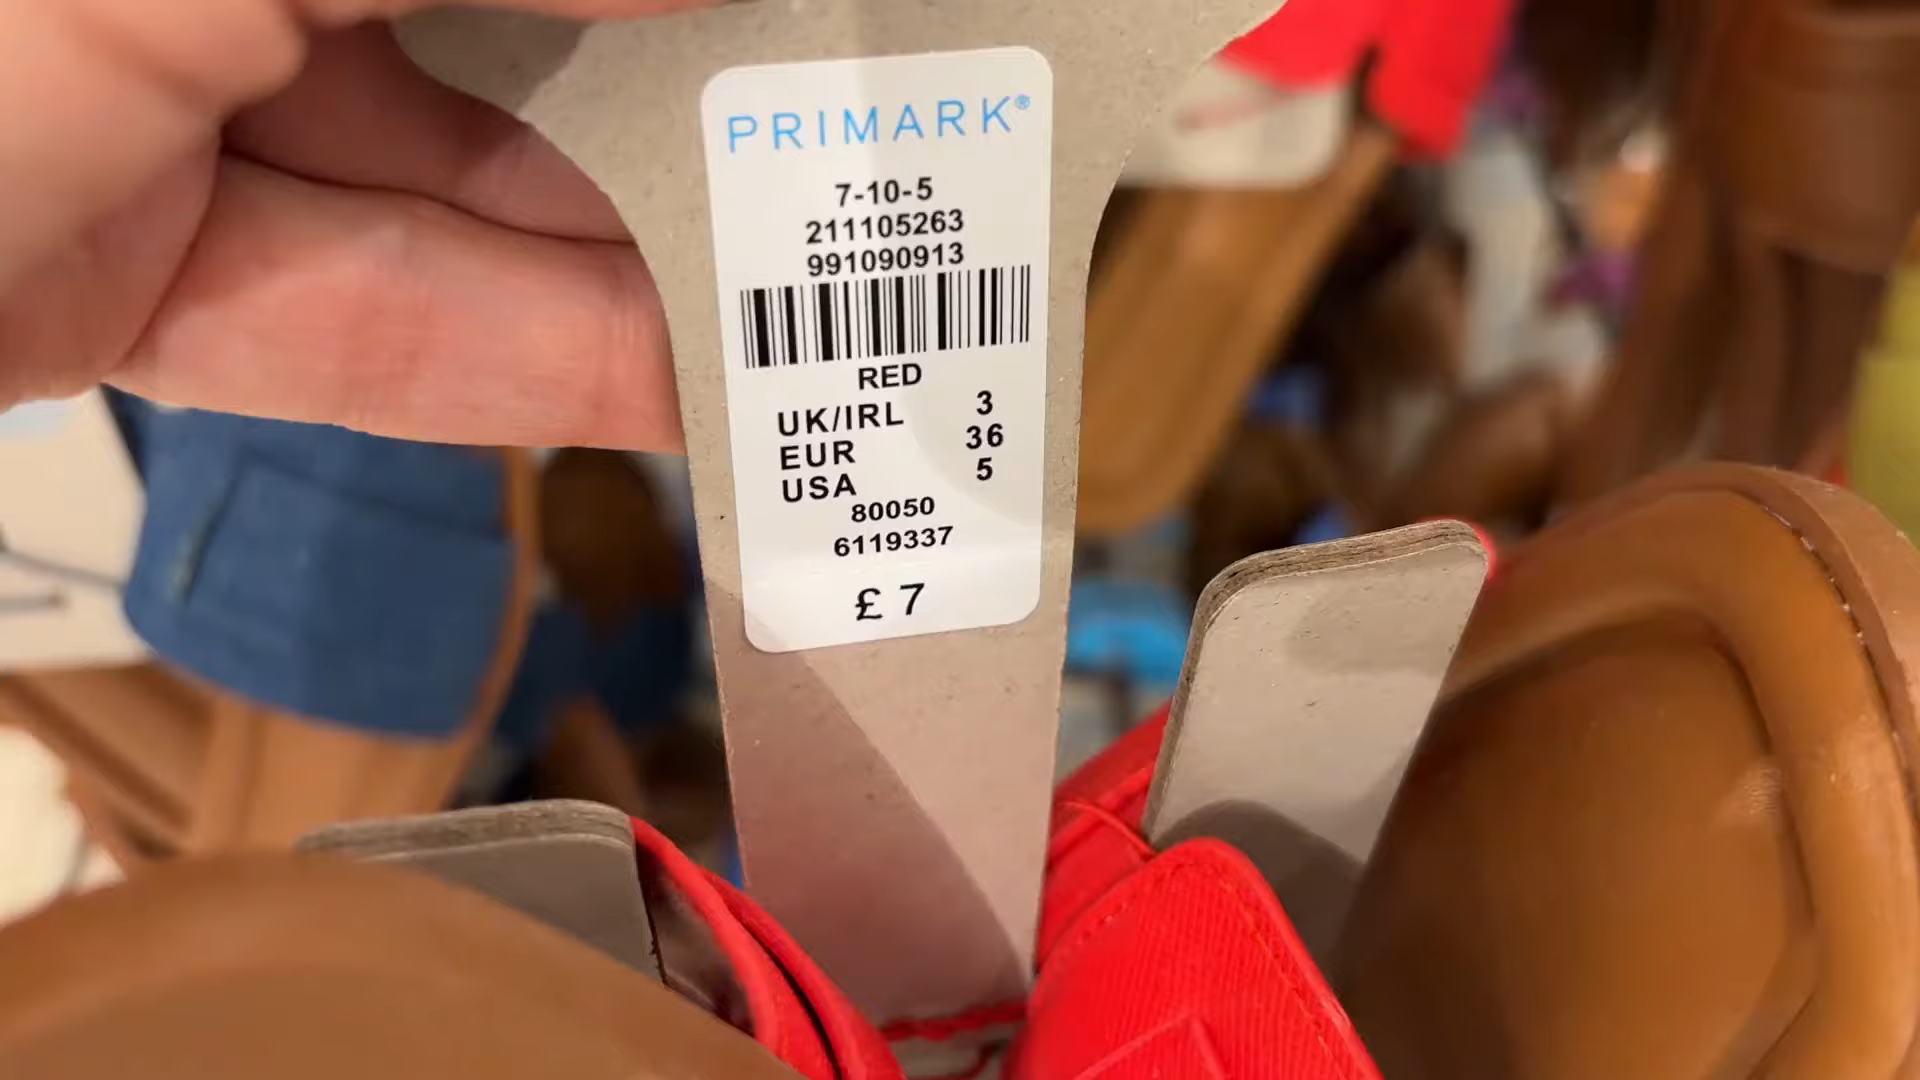 PRIMARK®
7-10-5
211105263
991090913
RED
UK/IRL 3
EUR 36
USA 5
80050
6119337
£ 7